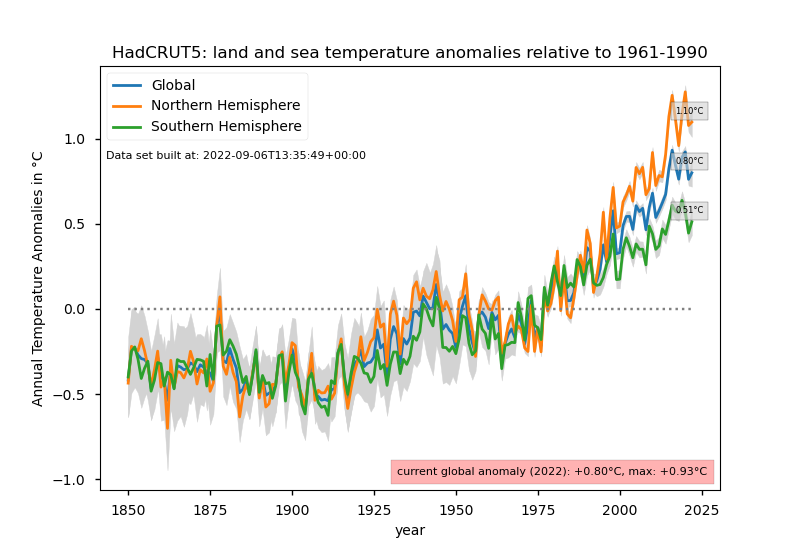 HadCRUT5: land and sea temperature anomalies relative to 1961-1990
Global
Northern Hemisphere
Southern Hemisphere
Data set built at: 2022-09-06T13:35:49+00:00
Annual Temperature Anomalies in °C
1.0
0.5
0.0
−0.5
−1.0
1.10°C
0.80°C
0.51°C
current global anomaly (2022): +0.80°C, max: +0.93°C
1850
1875
1900
1925
1950
1975
2000
2025
year